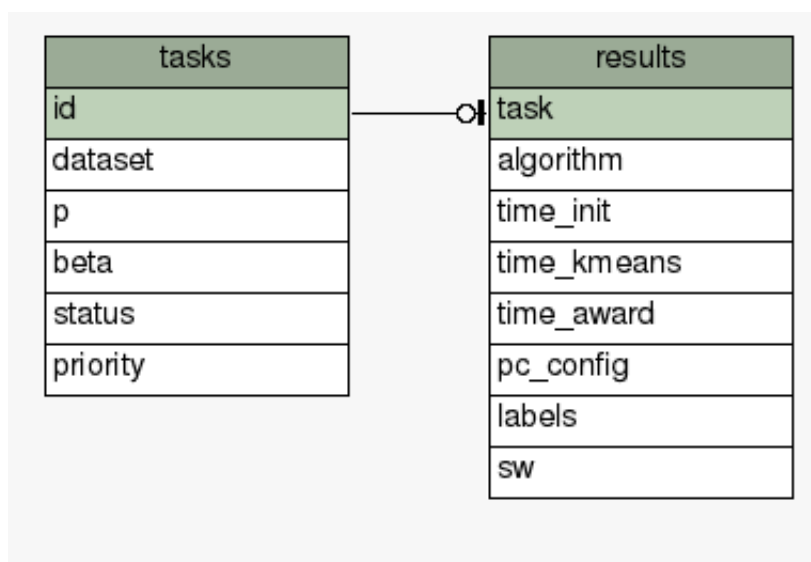 tasks
id
dataset
p
beta
status
priority
results
task
algorithm
time_init
time_kmeans
time_award
pc_config
labels
sw